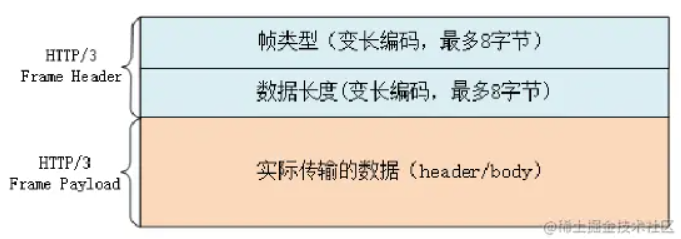 HTTP/3
Frame Header
帧类型（变长编码，最多8字节）
数据长度(变长编码，最多8字节）
HTTP/3
Frame Payload
实际传输的数据（header/body）
@稀土掘金技术社区